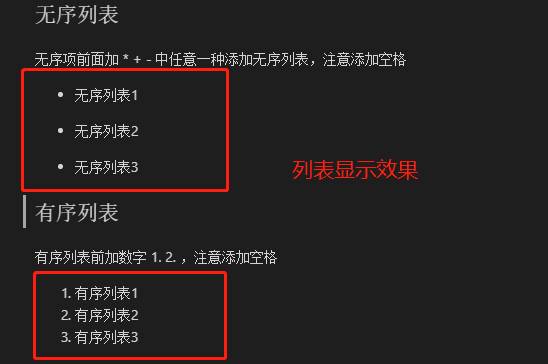 无序列表
无序项前面加 * + - 中任意一种添加无序列表，注意添加空格
• 无序列表1
• 无序列表2
• 无序列表3
列表显示效果
有序列表
有序列表前加数字 1. 2. ，注意添加空格
1. 有序列表1
2. 有序列表2
3. 有序列表3